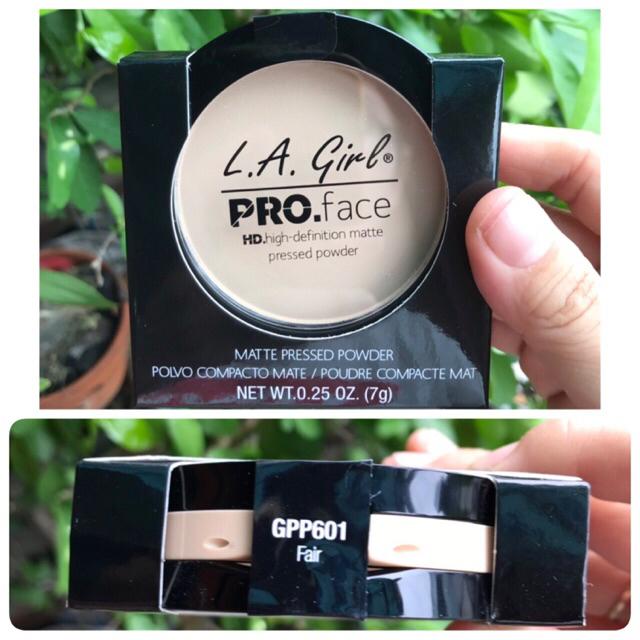 L.A. Girl®
PRO.face
HD.high-definition matte
pressed powder
MATTE PRESSED POWDER
POLVO COMPACTO MATE / POUDRE COMPACTE MAT
NET WT.0.25 OZ. (7g)
GPP601
Fair